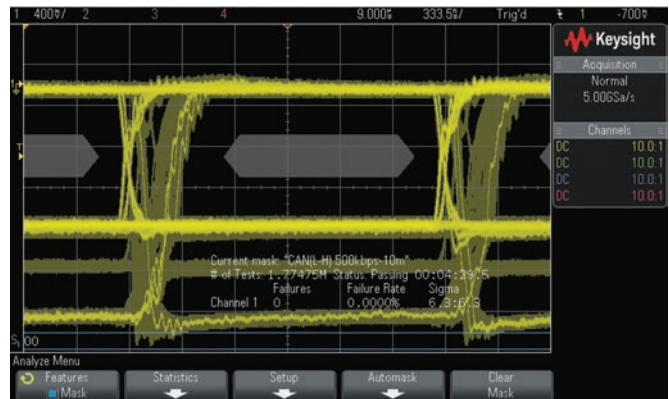 1 400▽/ 2 3 4 9.000s 333.5s/ Trig'd 1 -700▽
Keysight
Acquisition
Normal
5.00GSa/s
Channels
DC 10.0:1
DC 10.0:1
DC 10.0:1
DC 10.0:1
T
Current mask: "CAN(L-H) 500kbps-10m"
# of Tests: 1.77475M Status: Passing 00:04:29.5
Failures Failure Rate Sigma
Channel 1 0 0.0000% 6.3:6.3
Analyze Menu
Features Statistics Setup Automask Clear
Mask Mask